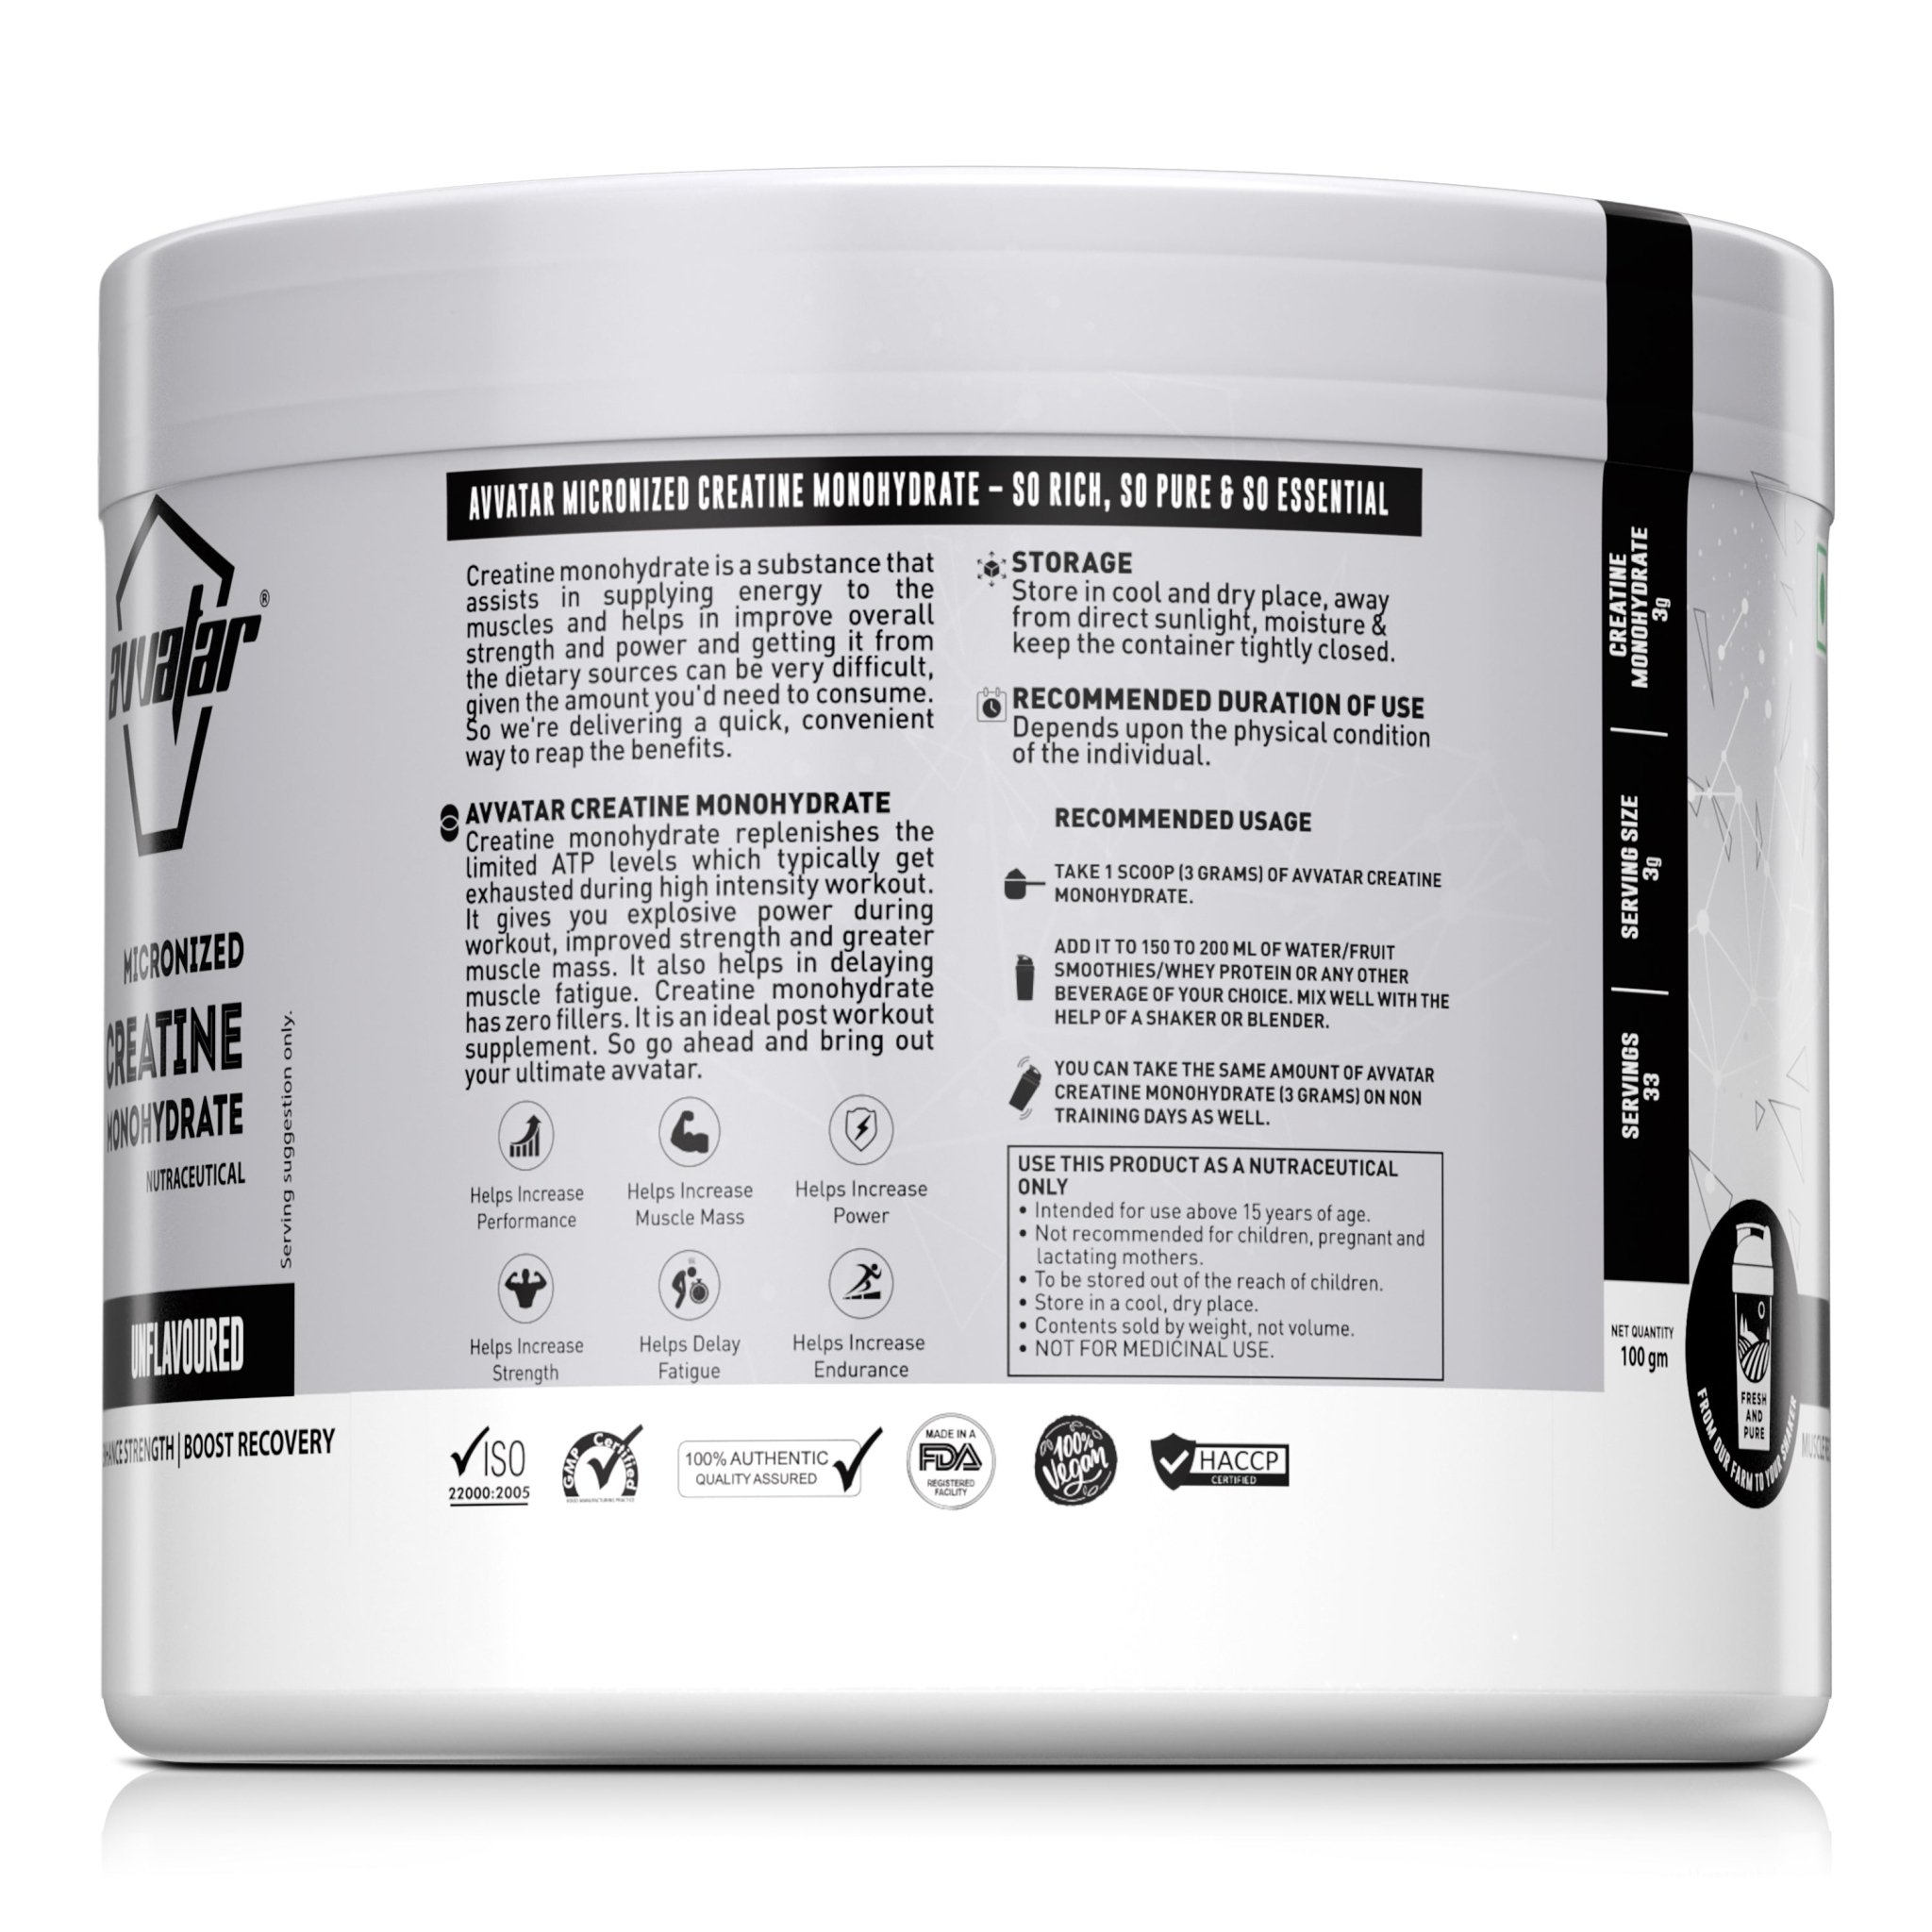 avvatar®
MICRONIZED
CREATINE
MONOHYDRATE
NUTRACEUTICAL
Serving suggestion only.
UNFLAVOURED
STRENGTH | BOOST RECOVERY
AVVATAR MICRONIZED CREATINE MONOHYDRATE – SO RICH, SO PURE & SO ESSENTIAL
Creatine monohydrate is a substance that
assists in supplying energy to the
muscles and helps in improve overall
strength and power and getting it from
the dietary sources can be very difficult,
given the amount you'd need to consume.
So we're delivering a quick, convenient
way to reap the benefits.
AVVATAR CREATINE MONOHYDRATE
Creatine monohydrate replenishes the
limited ATP levels which typically get
exhausted during high intensity workout.
It gives you explosive power during
workout, improved strength and greater
muscle mass. It also helps in delaying
muscle fatigue. Creatine monohydrate
has zero fillers. It is an ideal post workout
supplement. So go ahead and bring out
your ultimate avvatar.
Helps Increase
Performance
Helps Increase
Muscle Mass
Helps Increase
Power
Helps Increase
Strength
Helps Delay
Fatigue
Helps Increase
Endurance
STORAGE
Store in cool and dry place, away
from direct sunlight, moisture &
keep the container tightly closed.
RECOMMENDED DURATION OF USE
Depends upon the physical condition
of the individual.
RECOMMENDED USAGE
TAKE 1 SCOOP (3 GRAMS) OF AVVATAR CREATINE
MONOHYDRATE.
ADD IT TO 150 TO 200 ML OF WATER/FRUIT
SMOOTHIES/WHEY PROTEIN OR ANY OTHER
BEVERAGE OF YOUR CHOICE. MIX WELL WITH THE
HELP OF A SHAKER OR BLENDER.
YOU CAN TAKE THE SAME AMOUNT OF AVVATAR
CREATINE MONOHYDRATE (3 GRAMS) ON NON
TRAINING DAYS AS WELL.
USE THIS PRODUCT AS A NUTRACEUTICAL
ONLY
• Intended for use above 15 years of age.
• Not recommended for children, pregnant and
lactating mothers.
• To be stored out of the reach of children.
• Store in a cool, dry place.
• Contents sold by weight, not volume.
• NOT FOR MEDICINAL USE.
ISO
22000:2005
GMP Certified
GOOD MANUFACTURING PRACTICE
100% AUTHENTIC
QUALITY ASSURED
MADE IN A
FDA
REGISTERED
FACILITY
100%
Vegan
HACCP
CERTIFIED
CREATINE
MONOHYDRATE
3g
SERVING SIZE
3g
SERVINGS
33
NET QUANTITY
100 gm
FRESH
AND
PURE
FROM OUR FARM TO YOUR SHAKER